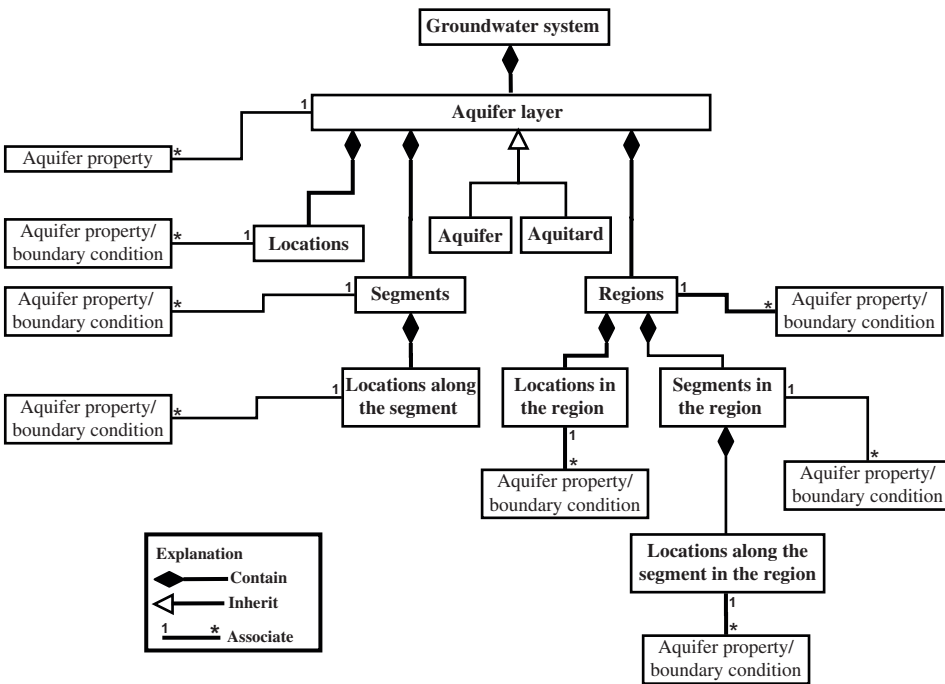 Groundwater system
Aquifer layer
1
Aquifer property
*
Aquifer property/
boundary condition
*
1
Locations
Aquifer
Aquitard
Aquifer property/
boundary condition
*
1
Segments
Regions
1
*
Aquifer property/
boundary condition
Aquifer property/
boundary condition
*
1
Locations along
the segment
Locations in
the region
Segments in
the region
1
1
*
*
Aquifer property/
boundary condition
Aquifer property/
boundary condition
Locations along the
segment in the region
1
*
Aquifer property/
boundary condition
Explanation
Contain
Inherit
1 * Associate